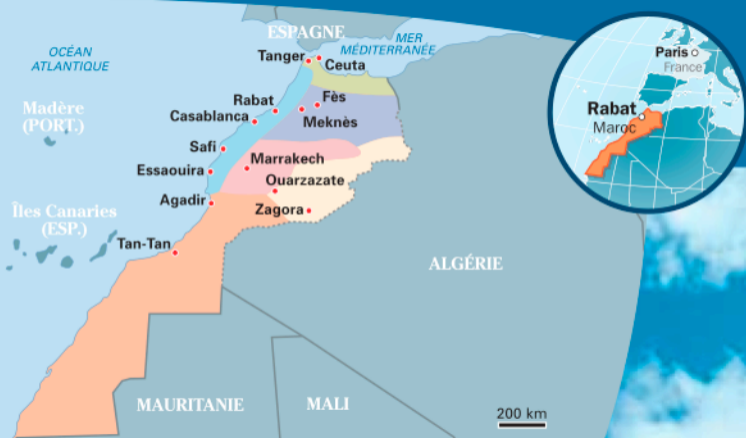 ESPAGNE
MER
MÉDITERRANÉE
OCÉAN
ATLANTIQUE
Tanger
Ceuta
Madère
(PORT.)
Rabat
Fès
Casablanca
Meknès
Safi
Marrakech
Essaouira
Ouarzazate
Agadir
Zagora
Îles Canaries
(ESP.)
Tan-Tan
ALGÉRIE
MAURITANIE
MALI
200 km
Paris
France
Rabat
Maroc